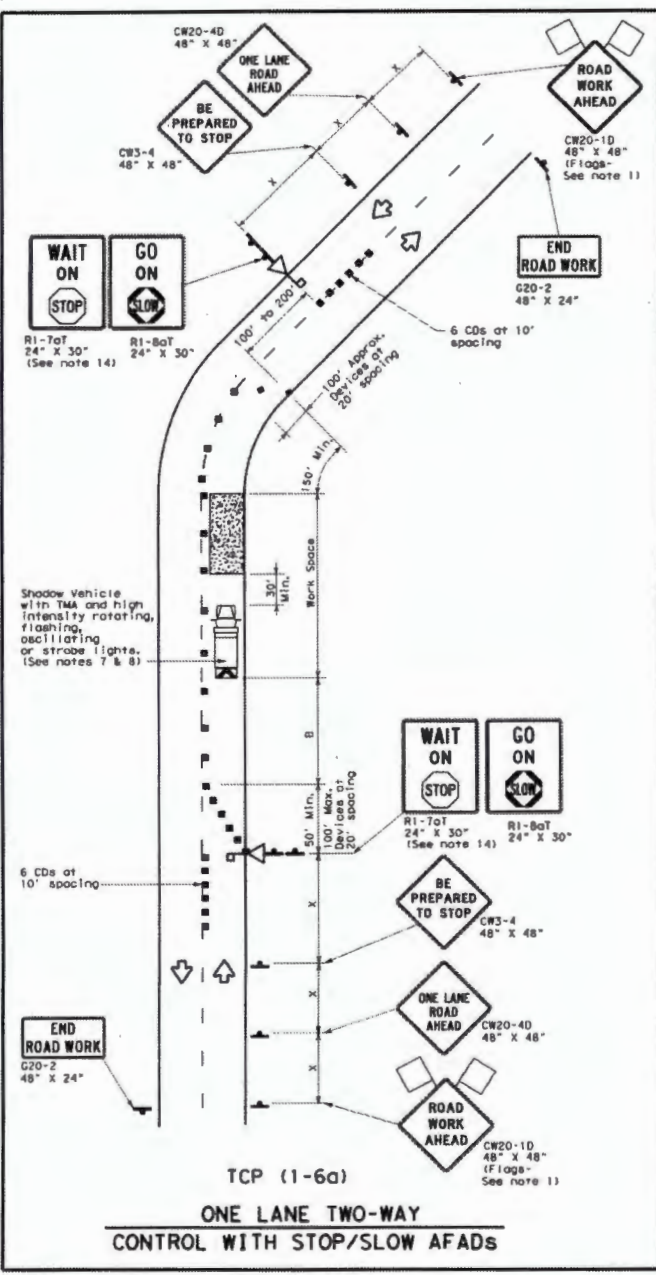 CW20-4D
48" X 48"
ONE LANE
ROAD
AHEAD
BE
PREPARED
TO STOP
CW3-4
48" X 48"
X
X
X
ROAD
WORK
AHEAD
CW20-1D
48" X 48"
(Flags-
See note 1)
WAIT
ON
STOP
GO
ON
SLOW
R1-7aT
24" X 30"
(See note 14)
R1-8aT
24" X 30"
END
ROAD WORK
G20-2
48" X 24"
100' to 200'
6 CDs at 10'
spacing
100' Approx.
Devices at
20' spacing
150' Min.
Work Space
30'
Min.
Shadow Vehicle
with TMA and high
intensity rotating,
flashing,
oscillating
or strobe lights.
(See notes 7 & 8)
B
50' Min.
100' Max.
Devices at
20' spacing
WAIT
ON
STOP
GO
ON
SLOW
R1-7aT
24" X 30"
(See note 14)
R1-8aT
24" X 30"
6 CDs at
10' spacing
X
BE
PREPARED
TO STOP
CW3-4
48" X 48"
X
ONE LANE
ROAD
AHEAD
CW20-4D
48" X 48"
X
END
ROAD WORK
G20-2
48" X 24"
ROAD
WORK
AHEAD
CW20-1D
48" X 48"
(Flags-
See note 1)
TCP (1-6a)
ONE LANE TWO-WAY
CONTROL WITH STOP/SLOW AFADs